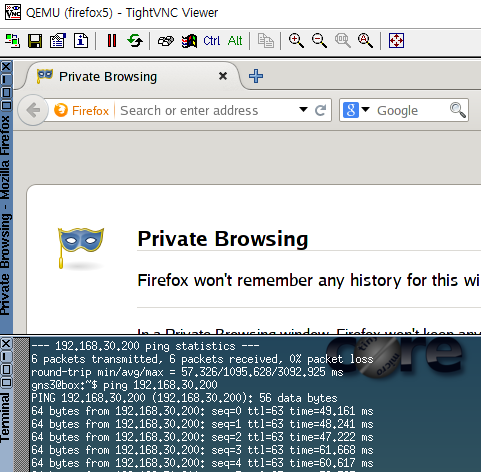 QEMU (firefox5) - TightVNC Viewer
Ctrl Alt
Private Browsing
Firefox Search or enter address Google
Private Browsing - Mozilla Firefox
Private Browsing
Firefox won't remember any history for this wi
In a Private Browsing window, Firefox won't keep any
core
micro
Terminal
--- 192.168.30.200 ping statistics ---
6 packets transmitted, 6 packets received, 0% packet loss
round-trip min/avg/max = 57.326/1095.628/3092.925 ms
gns3@box:~$ ping 192.168.30.200
PING 192.168.30.200 (192.168.30.200): 56 data bytes
64 bytes from 192.168.30.200: seq=0 ttl=63 time=49.161 ms
64 bytes from 192.168.30.200: seq=1 ttl=63 time=48.241 ms
64 bytes from 192.168.30.200: seq=2 ttl=63 time=47.222 ms
64 bytes from 192.168.30.200: seq=3 ttl=63 time=61.668 ms
64 bytes from 192.168.30.200: seq=4 ttl=63 time=60.617 ms